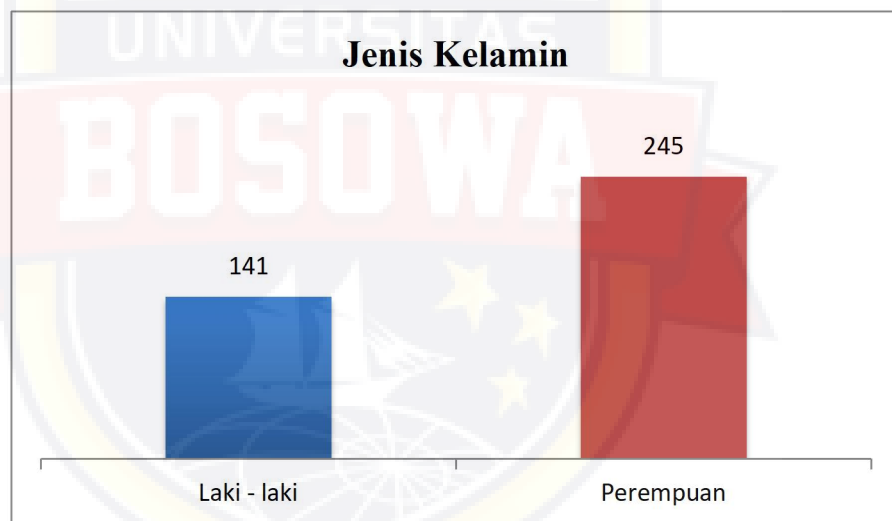 UNIVERSITAS
Jenis Kelamin
BOSOWA
245
141
Laki - laki
Perempuan